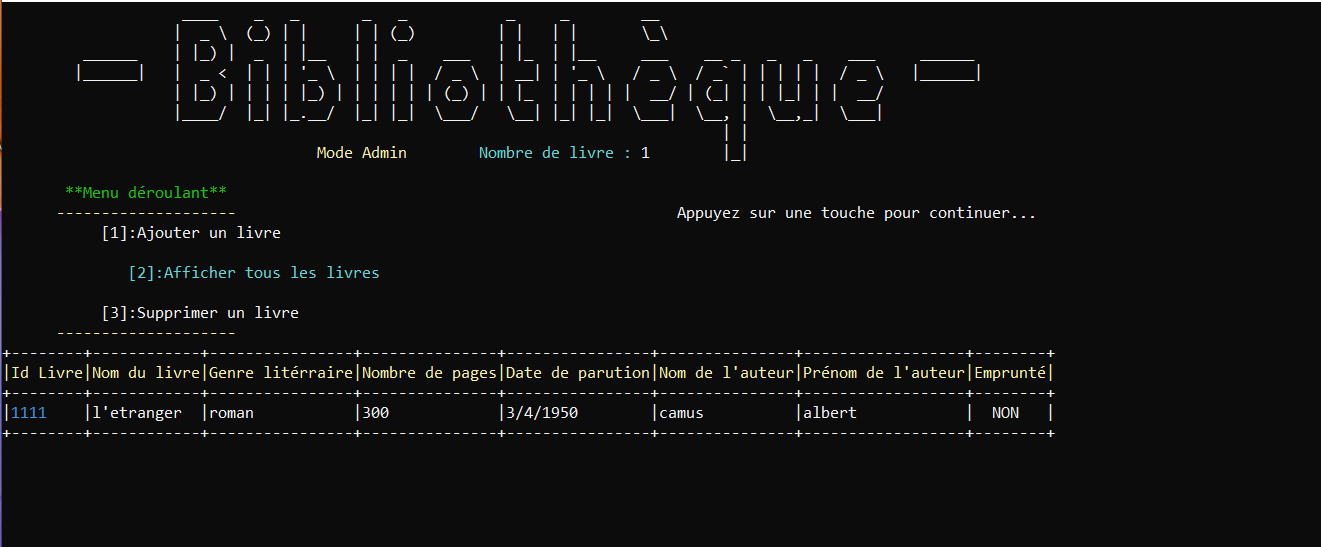 Bibliothèque
Mode Admin Nombre de livre : 1
**Menu déroulant**
--------------------
Appuyez sur une touche pour continuer...
[1]:Ajouter un livre
[2]:Afficher tous les livres
[3]:Supprimer un livre
--------------------
|Id Livre|Nom du livre|Genre litérraire|Nombre de pages|Date de parution|Nom de l'auteur|Prénom de l'auteur|Emprunté|
|1111 |l'etranger |roman |300 |3/4/1950 |camus |albert | NON |